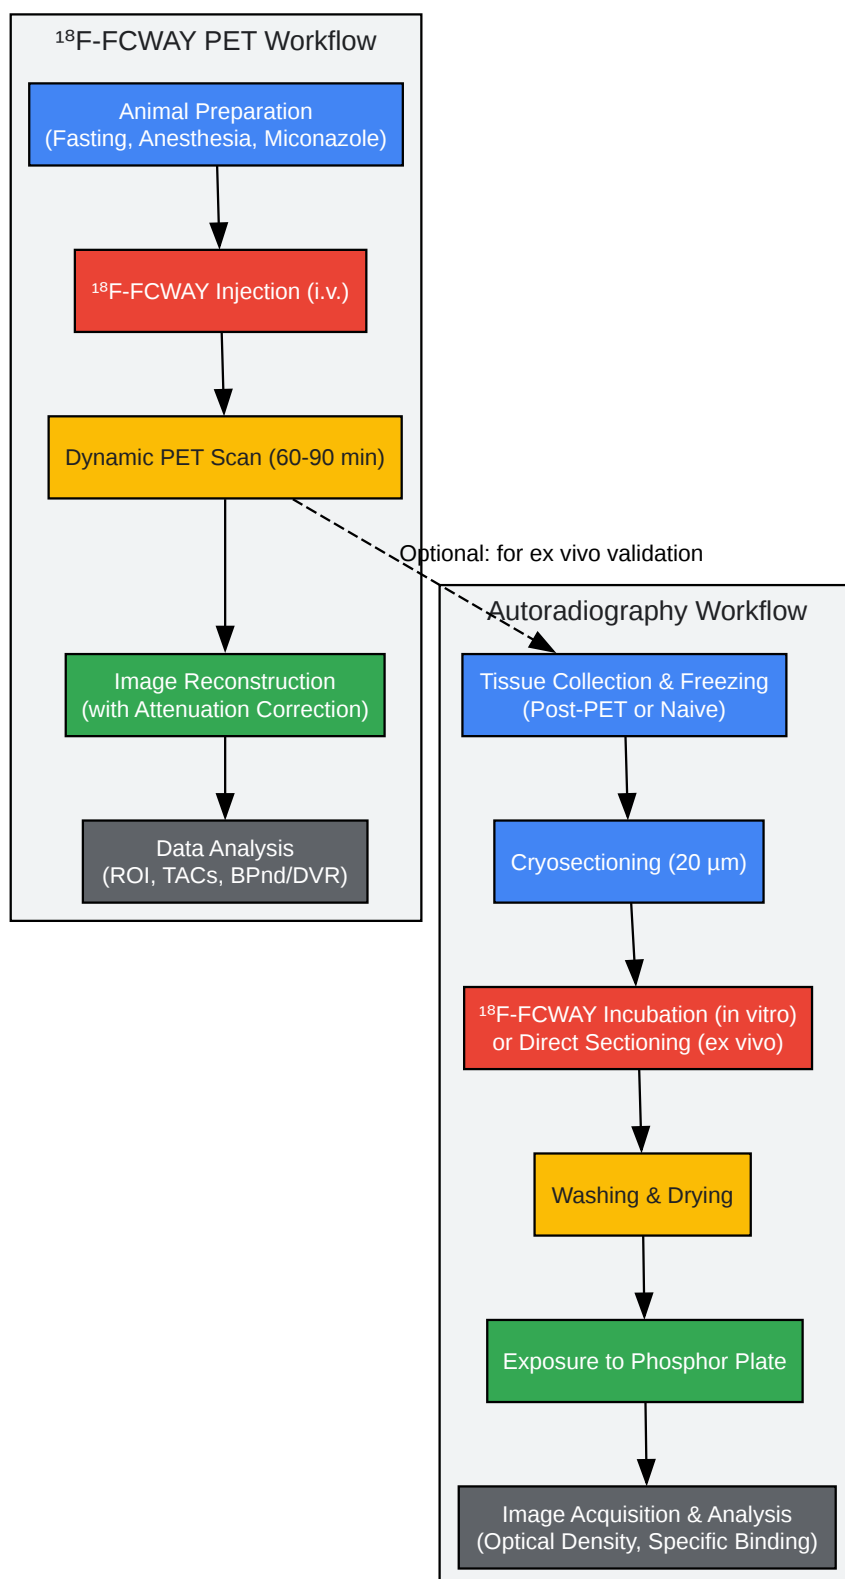 ¹⁸F-FCWAY PET Workflow
Animal Preparation
(Fasting, Anesthesia, Miconazole)
¹⁸F-FCWAY Injection (i.v.)
Dynamic PET Scan (60-90 min)
Optional: for ex vivo validation
Image Reconstruction
(with Attenuation Correction)
Data Analysis
(ROI, TACs, BPnd/DVR)
Autoradiography Workflow
Tissue Collection & Freezing
(Post-PET or Naive)
Cryosectioning (20 µm)
¹⁸F-FCWAY Incubation (in vitro)
or Direct Sectioning (ex vivo)
Washing & Drying
Exposure to Phosphor Plate
Image Acquisition & Analysis
(Optical Density, Specific Binding)